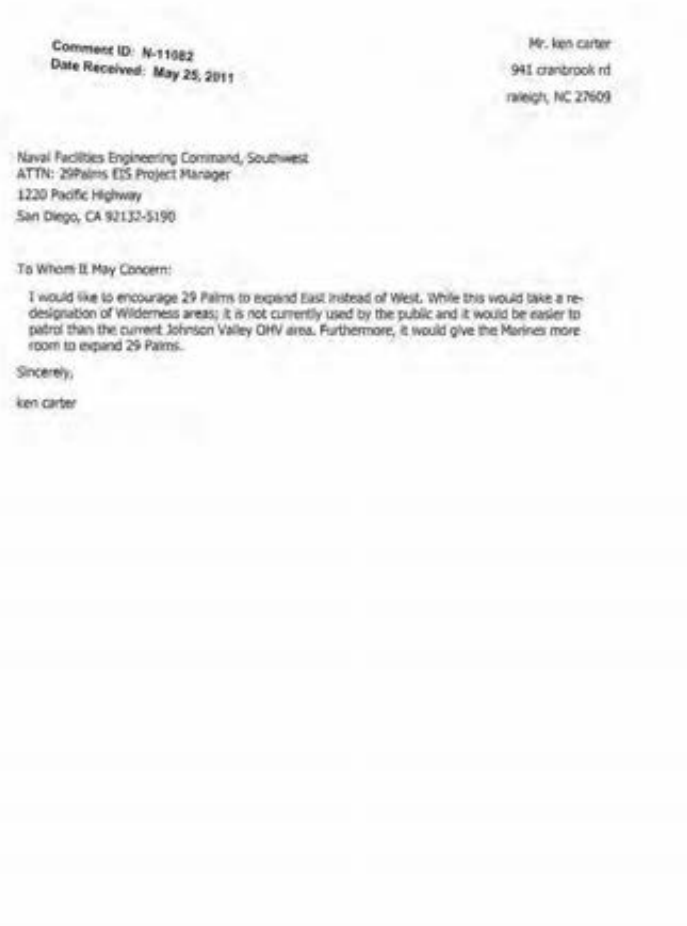 Comment ID: N-11082
Date Received: May 25, 2011
Mr. ken carter
941 cranbrook rd
raleigh, NC 27609
Naval Facilities Engineering Command, Southwest
ATTN: 29Palms EIS Project Manager
1220 Pacific Highway
San Diego, CA 92132-5190
To Whom It May Concern:
I would like to encourage 29 Palms to expand East instead of West. While this would take a re-
designation of Wilderness areas; it is not currently used by the public and it would be easier to
patrol than the current Johnson Valley OHV area. Furthermore, it would give the Marines more
room to expand 29 Palms.
Sincerely,
ken carter